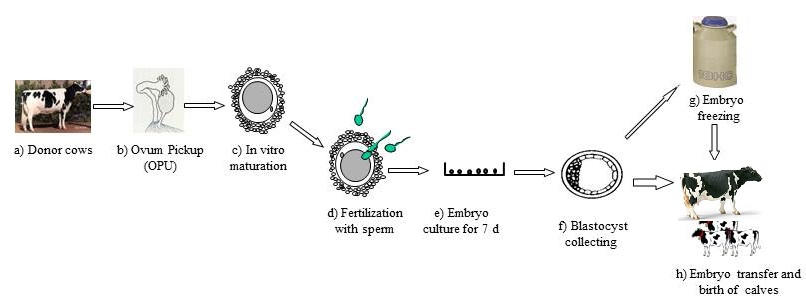 a) Donor cows
b) Ovum Pickup
(OPU)
c) In vitro
maturation
d) Fertilization
with sperm
e) Embryo
culture for 7 d
f) Blastocyst
collecting
g) Embryo
freezing
h) Embryo transfer and
birth of calves